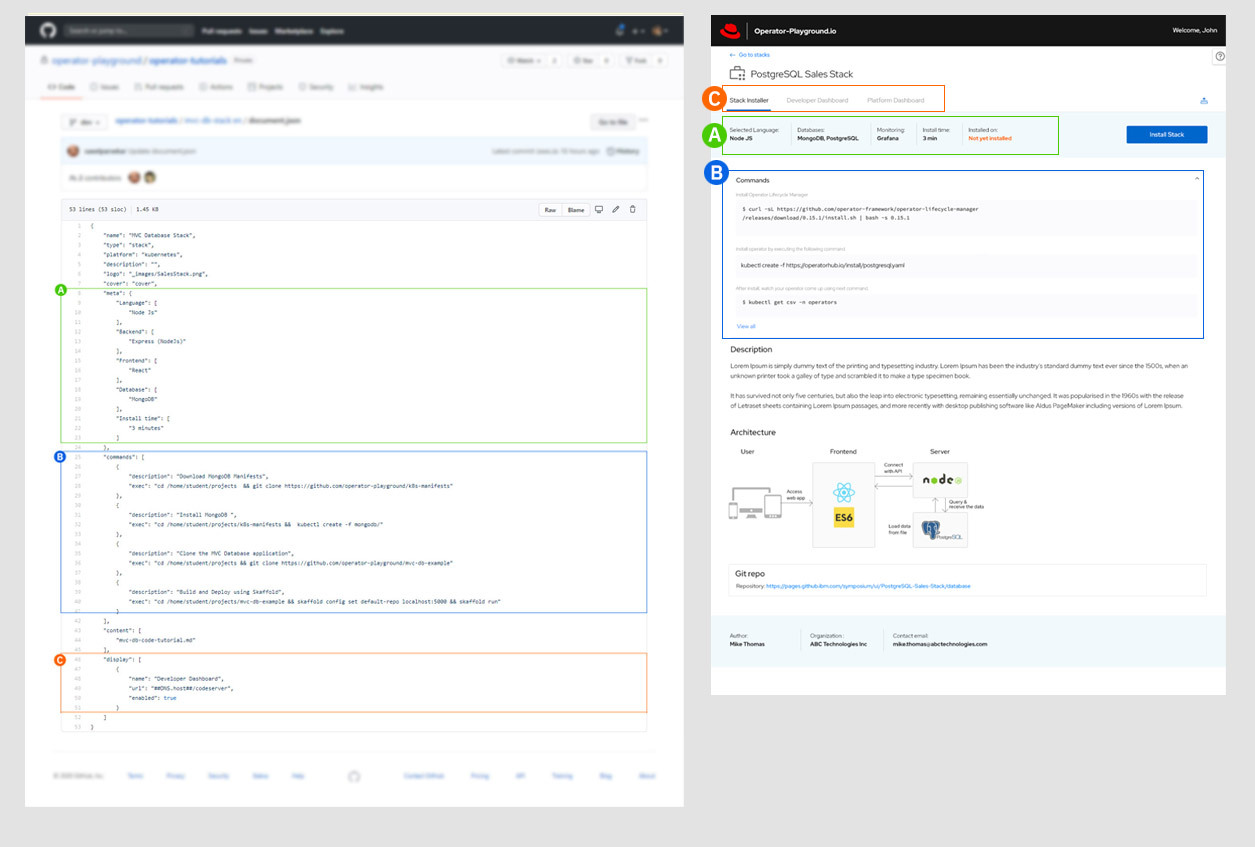 Search or jump to...
Pull requests Issues Marketplace Explore
operator-playground / operator-tutorials Private
Watch
Star
Fork
Code Issues Pull requests Actions Projects Security Insights
dev
operator-tutorials / mvc-db-stack-en / document.json
Go to file
Update document.json
History
contributors
53 lines (53 sloc) 1.45 KB
Raw Blame
1 {
2 "name": "MVC Database Stack",
3 "type": "stack",
4 "platform": "kubernetes",
5 "description": "",
6 "logo": "_images/SalesStack.png",
7 "cover": "cover",
A
8 "meta": {
9 "Language": [
10 "Node Js"
11 ],
12 "Backend": [
13 "Express (NodeJs)"
14 ],
15 "Frontend": [
16 "React"
17 ],
18 "Database": [
19 "MongoDB"
20 ],
21 "Install time": [
22 "3 minutes"
23 ]
24 },
B
25 "commands": [
26 {
27 "description": "Download MongoDB Manifests",
28 "exec": "cd /home/student/projects && git clone https://github.com/operator-playground/k8s-manifests"
29 },
30 {
31 "description": "Install MongoDB ",
32 "exec": "cd /home/student/projects/k8s-manifests && kubectl create -f mongodb/"
33 },
34 {
35 "description": "Clone the MVC Database application",
36 "exec": "cd /home/student/projects && git clone https://github.com/operator-playground/mvc-db-example"
37 },
38 {
39 "description": "Build and Deploy using Skaffold",
40 "exec": "cd /home/student/projects/mvc-db-example && skaffold config set default-repo localhost:5000 && skaffold run"
41 }
42 ],
43 "content": [
44 "mvc-db-code-tutorial.md"
45 ],
C
46 "display": [
47 {
48 "name": "Developer Dashboard",
49 "url": "##DNS.host##/codeserver",
50 "enabled": true
51 }
52 ]
53 }
Terms Privacy Security Status Help Contact GitHub Pricing API Training Blog About
Operator-Playground.io
Welcome, John
← Go to stacks
PostgreSQL Sales Stack
C
Stack Installer Developer Dashboard Platform Dashboard
A
Selected Language: Databases: Monitoring: Install time: Installed on:
Node JS MongoDB, PostgreSQL Grafana 3 min Not yet installed
Install Stack
B
Commands
Install Operator Lifecycle Manager
$ curl -sL https://github.com/operator-framework/operator-lifecycle-manager
/releases/download/0.15.1/install.sh | bash -s 0.15.1
Install operator by executing the following command
kubectl create -f https://operatorhub.io/install/postgresql.yaml
After install, watch your operator come up using next command.
$ kubectl get csv -n operators
View all
Description
Lorem Ipsum is simply dummy text of the printing and typesetting industry. Lorem Ipsum has been the industry's standard dummy text ever since the 1500s, when an
unknown printer took a galley of type and scrambled it to make a type specimen book.
It has survived not only five centuries, but also the leap into electronic typesetting, remaining essentially unchanged. It was popularised in the 1960s with the release
of Letraset sheets containing Lorem Ipsum passages, and more recently with desktop publishing software like Aldus PageMaker including versions of Lorem Ipsum.
Architecture
User Frontend Server
Connect
with API
node
Access
web app
ES6
Query &
receive the data
Load data
from file
PostgreSQL
Git repo
Repository: https://pages.github.ibm.com/symposium/ui/PostgreSQL-Sales-Stack/database
Author: Organization: Contact email:
Mike Thomas ABC Technologies Inc mike.thomas@abctechnologies.com